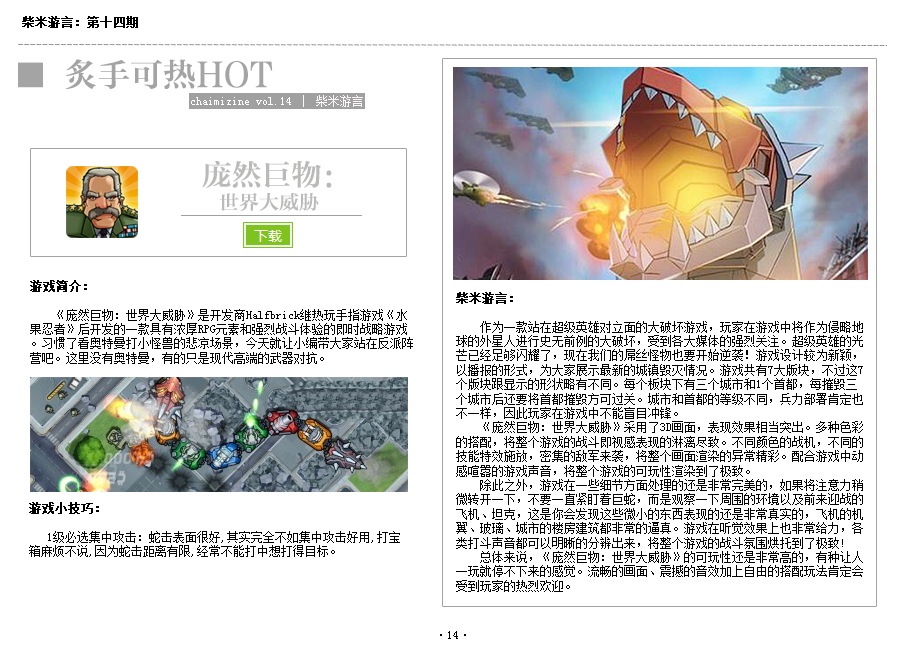 柴米游言：第十四期
炙手可热HOT
chaimizine vol.14 | 柴米游言
庞然巨物：
世界大威胁
下载
游戏简介：
《庞然巨物：世界大威胁》是开发商Halfbrick维热玩手指游戏《水
果忍者》后开发的一款具有浓厚RPG元素和强烈战斗体验的即时战略游戏
。习惯了看奥特曼打小怪兽的悲凉场景，今天就让小编带大家站在反派阵
营吧。这里没有奥特曼，有的只是现代高端的武器对抗。
游戏小技巧：
1级必选集中攻击：蛇击表面很好,其实完全不如集中攻击好用,打宝
箱麻烦不说,因为蛇击距离有限,经常不能打中想打得目标。
柴米游言：
作为一款站在超级英雄对立面的大破坏游戏，玩家在游戏中将作为侵略地
球的外星人进行史无前例的大破坏，受到各大媒体的强烈关注。超级英雄的光
芒已经足够闪耀了，现在我们的屌丝怪物也要开始逆袭！游戏设计较为新颖，
以播报的形式，为大家展示最新的城镇毁灭情况。游戏共有7大版块，不过这7
个版块跟显示的形状略有不同。每个板块下有三个城市和1个首都，每摧毁三
个城市后还要将首都摧毁方可过关。城市和首都的等级不同，兵力部署肯定也
不一样，因此玩家在游戏中不能盲目冲锋。
《庞然巨物：世界大威胁》采用了3D画面，表现效果相当突出。多种色彩
的搭配，将整个游戏的战斗即视感表现的淋漓尽致。不同颜色的战机，不同的
技能特效施放，密集的敌军来袭，将整个画面渲染的异常精彩。配合游戏中动
感喧嚣的游戏声音，将整个游戏的可玩性渲染到了极致。
除此之外，游戏在一些细节方面处理的还是非常完美的，如果将注意力稍
微转开一下，不要一直紧盯着巨蛇，而是观察一下周围的环境以及前来迎战的
飞机、坦克，这是你会发现这些微小的东西表现的还是非常真实的，飞机的机
翼、玻璃、城市的楼房建筑都非常的逼真。游戏在听觉效果上也非常给力，各
类打斗声音都可以明晰的分辨出来，将整个游戏的战斗氛围烘托到了极致！
总体来说，《庞然巨物：世界大威胁》的可玩性还是非常高的，有种让人
一玩就停不下来的感觉。流畅的画面、震撼的音效加上自由的搭配玩法肯定会
受到玩家的热烈欢迎。
·14·